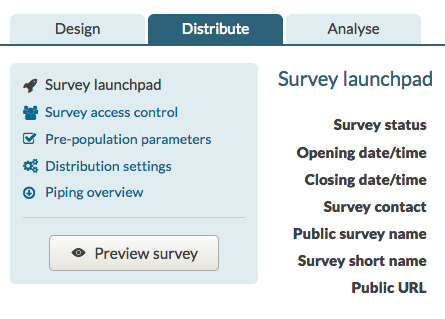 Design
Distribute
Analyse
Survey launchpad
Survey access control
Pre-population parameters
Distribution settings
Piping overview
Preview survey
Survey launchpad
Survey status
Opening date/time
Closing date/time
Survey contact
Public survey name
Survey short name
Public URL